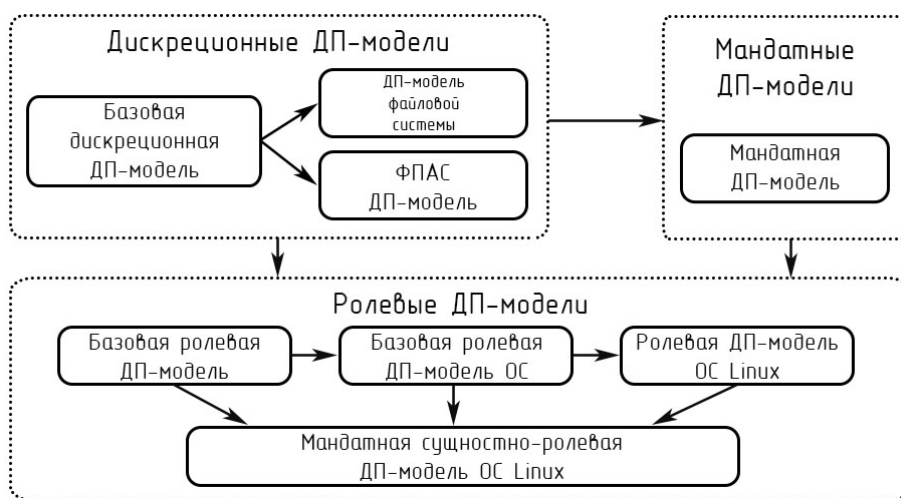 Дискреционные ДП-модели
Базовая
дискреционная
ДП-модель
ДП-модель
файловой
системы
ФПАС
ДП-модель
Мандатные
ДП-модели
Мандатная
ДП-модель
Ролевые ДП-модели
Базовая ролевая
ДП-модель
Базовая ролевая
ДП-модель ОС
Ролевая ДП-модель
ОС Linux
Мандатная сущностно-ролевая
ДП-модель ОС Linux